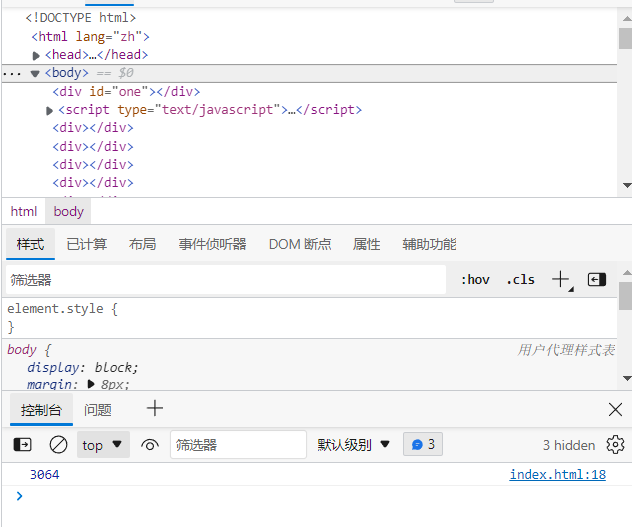 <!DOCTYPE html>
<html lang="zh">
<head>…</head>
... <body> == $0
<div id="one"></div>
<script type="text/javascript">…</script>
<div></div>
<div></div>
<div></div>
<div></div>
html body
样式 已计算 布局 事件侦听器 DOM 断点 属性 辅助功能
筛选器 :hov .cls
element.style {
}
body { 用户代理样式表
display: block;
margin: 8px;
控制台 问题
top 筛选器 默认级别 3 3 hidden
3064 index.html:18